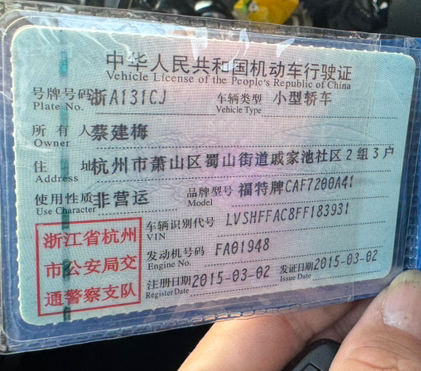 中华人民共和国机动车行驶证
Vehicle License of the People's Republic of China
号牌号码 浙A131CJ 车辆类型 小型轿车
Plate No. Vehicle Type
所有人 蔡建梅
Owner
住址 杭州市萧山区蜀山街道戚家池社区2组3户
Address
使用性质 非营运 品牌型号 福特牌CAF7200A41
Use Character Model
车辆识别代号 LVSHFFAC8FF183931
VIN
发动机号码 FA01948
Engine No.
注册日期 2015-03-02 发证日期 2015-03-02
Register Date Issue Date
浙江省杭州
市公安局交
通警察支队